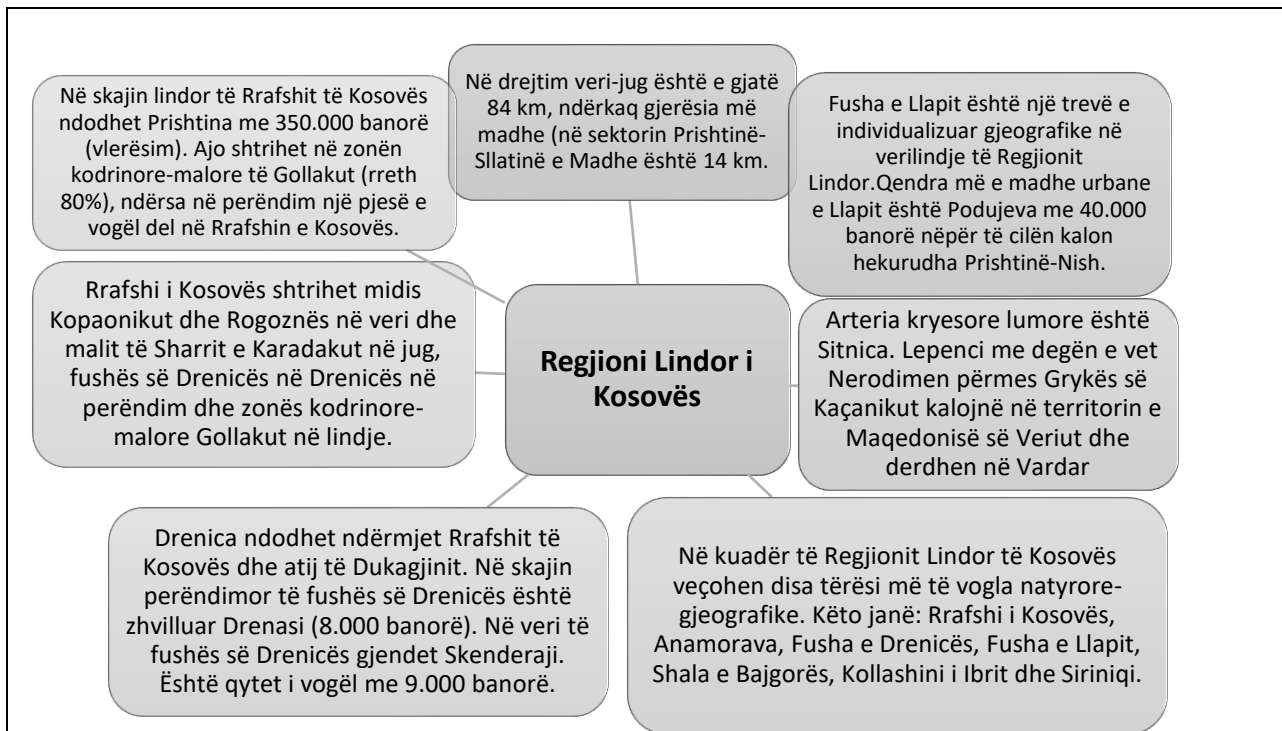 Në skajin lindor të Rrafshit të Kosovës
ndodhet Prishtina me 350.000 banorë
(vlerësim). Ajo shtrihet në zonën
kodrinore-malore të Gollakut (rreth
80%), ndërsa në perëndim një pjesë e
vogël del në Rrafshin e Kosovës.
Në drejtim veri-jug është e gjatë
84 km, ndërkaq gjerësia më
madhe (në sektorin Prishtinë-
Sllatinë e Madhe është 14 km.
Fusha e Llapit është një trevë e
individualizuar gjeografike në
verilindje të Regjionit
Lindor.Qendra më e madhe urbane
e Llapit është Podujeva me 40.000
banorë nëpër të cilën kalon
hekurudha Prishtinë-Nish.
Rrafshi i Kosovës shtrihet midis
Kopaonikut dhe Rogoznës në veri dhe
malit të Sharrit e Karadakut në jug,
fushës së Drenicës në Drenicës në
perëndim dhe zonës kodrinore-
malore Gollakut në lindje.
Regjioni Lindor i
Kosovës
Arteria kryesore lumore është
Sitnica. Lepenci me degën e vet
Nerodimen përmes Grykës së
Kaçanikut kalojnë në territorin e
Maqedonisë së Veriut dhe
derdhen në Vardar
Drenica ndodhet ndërmjet Rrafshit të
Kosovës dhe atij të Dukagjinit. Në skajin
perëndimor të fushës së Drenicës është
zhvilluar Drenasi (8.000 banorë). Në veri të
fushës së Drenicës gjendet Skenderaji.
Është qytet i vogël me 9.000 banorë.
Në kuadër të Regjionit Lindor të Kosovës
veçohen disa tërësi më të vogla natyrore-
gjeografike. Këto janë: Rrafshi i Kosovës,
Anamorava, Fusha e Drenicës, Fusha e Llapit,
Shala e Bajgorës, Kollashini i Ibrit dhe Siriniqi.